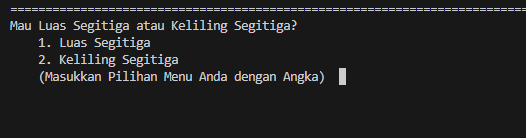 ================================================================================
Mau Luas Segitiga atau Keliling Segitiga?
1. Luas Segitiga
2. Keliling Segitiga
(Masukkan Pilihan Menu Anda dengan Angka)